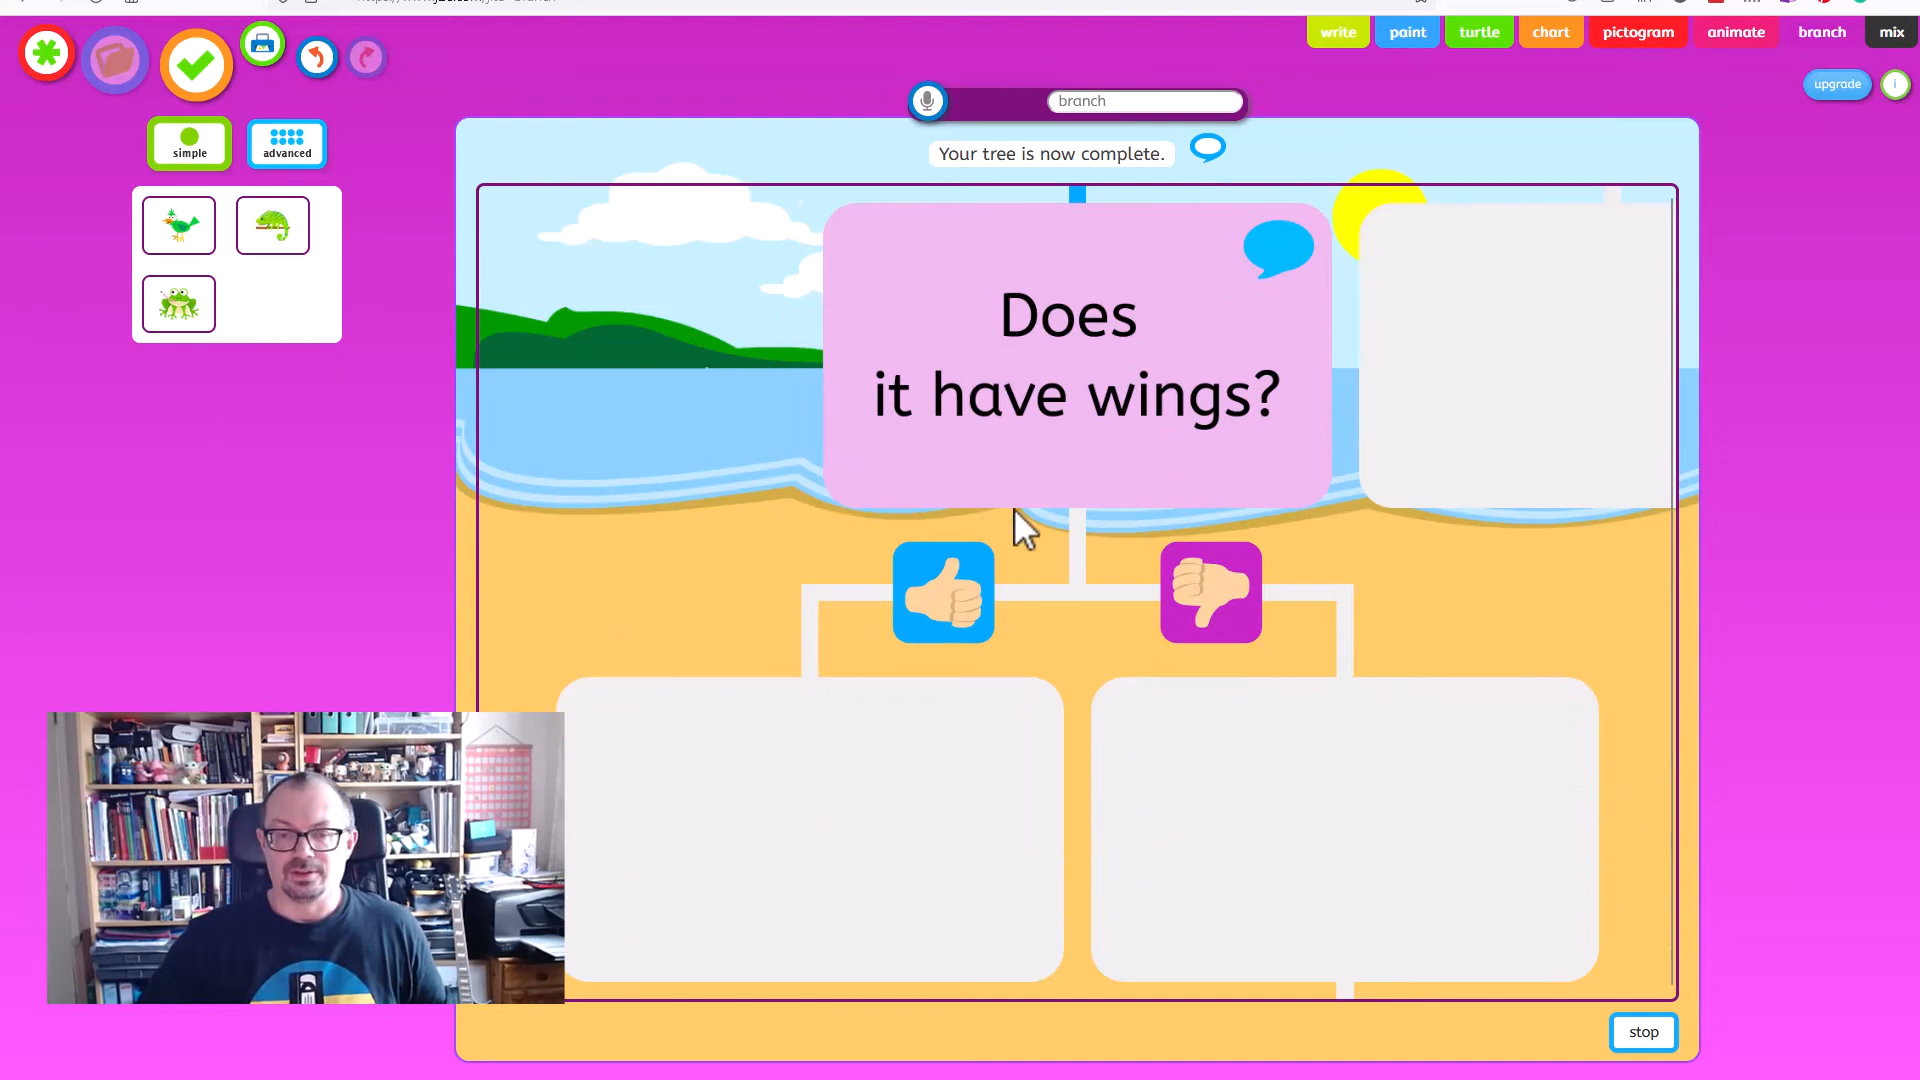 write
paint
turtle
chart
pictogram
animate
branch
mix
upgrade
i
simple
advanced
branch
Your tree is now complete.
Does
it have wings?
stop